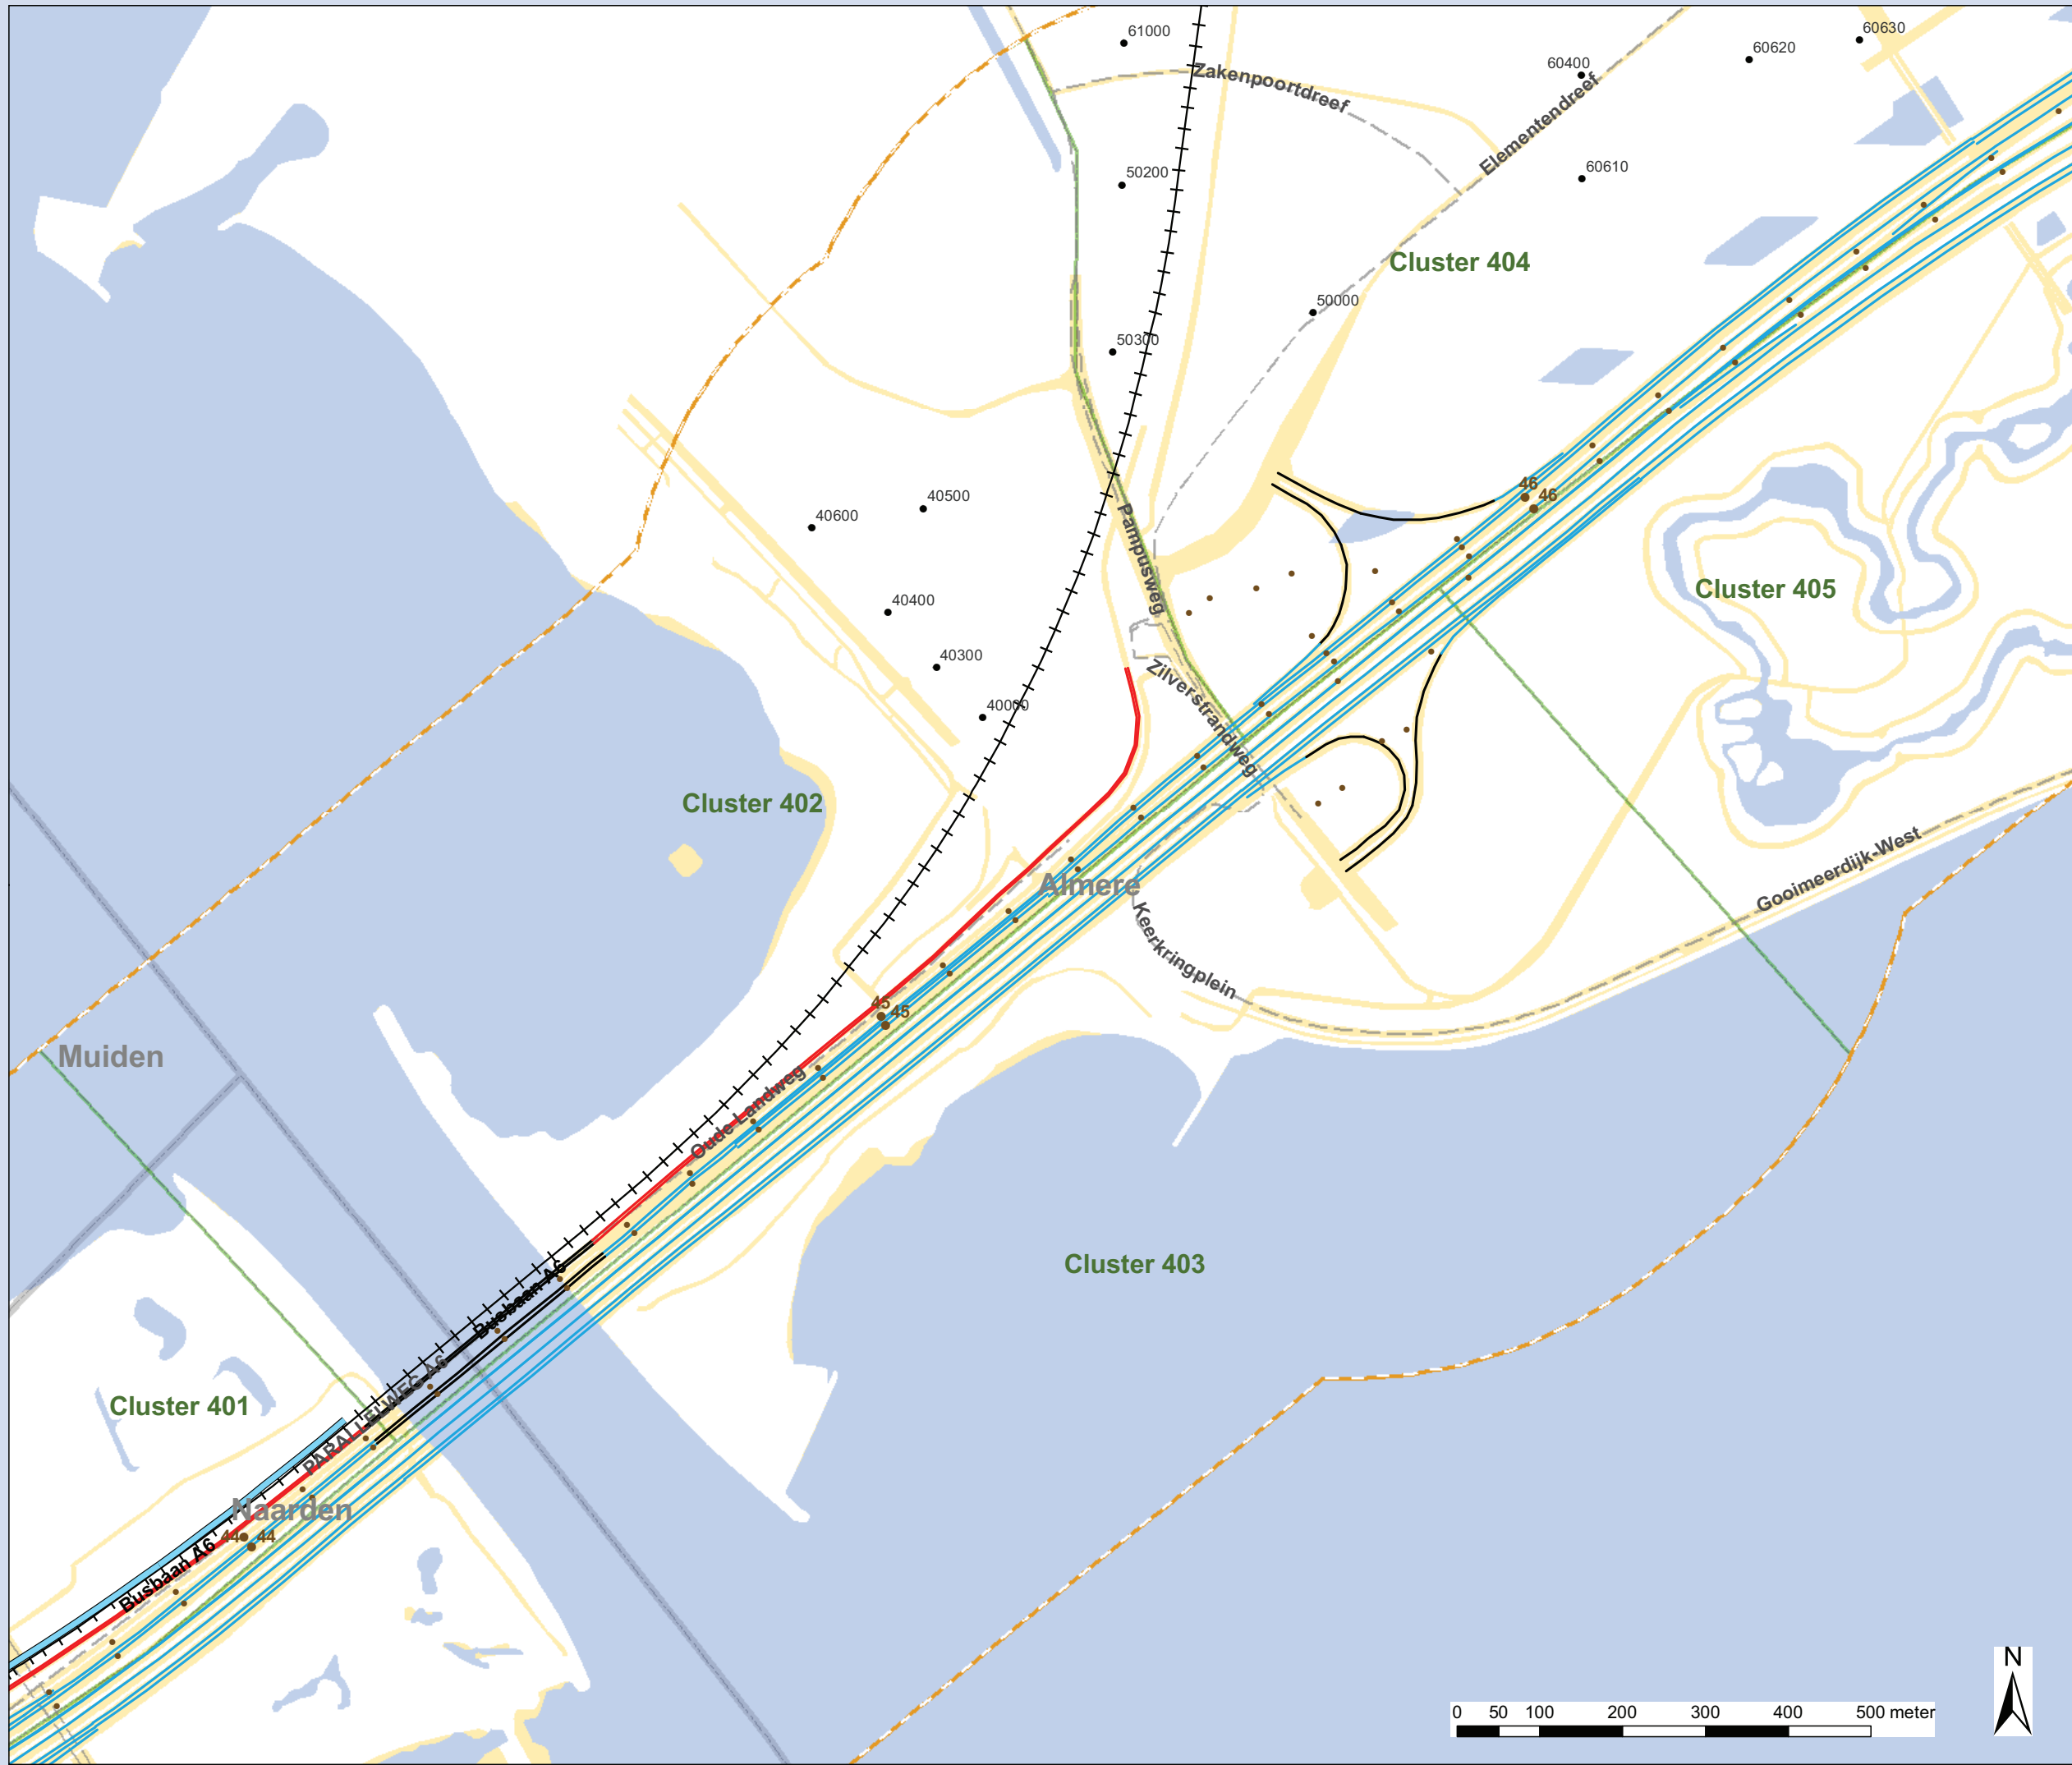 61000
60630
60620
60400
Zakenpoortdreef
Elementendreef
60610
50200
Cluster 404
50000
50300
46
46
40500
40600
Pampusweg
Cluster 405
40400
40300
Zilverstrandweg
40000
Cluster 402
Almere
Gooimeerdijk-West
Keerkringplein
45
45
Muiden
Oude Landweg
Cluster 403
Busbaan A6
PARALLELWEG A6
Cluster 401
Naarden
44
44
Busbaan A6
N
0 50 100 200 300 400 500 meter